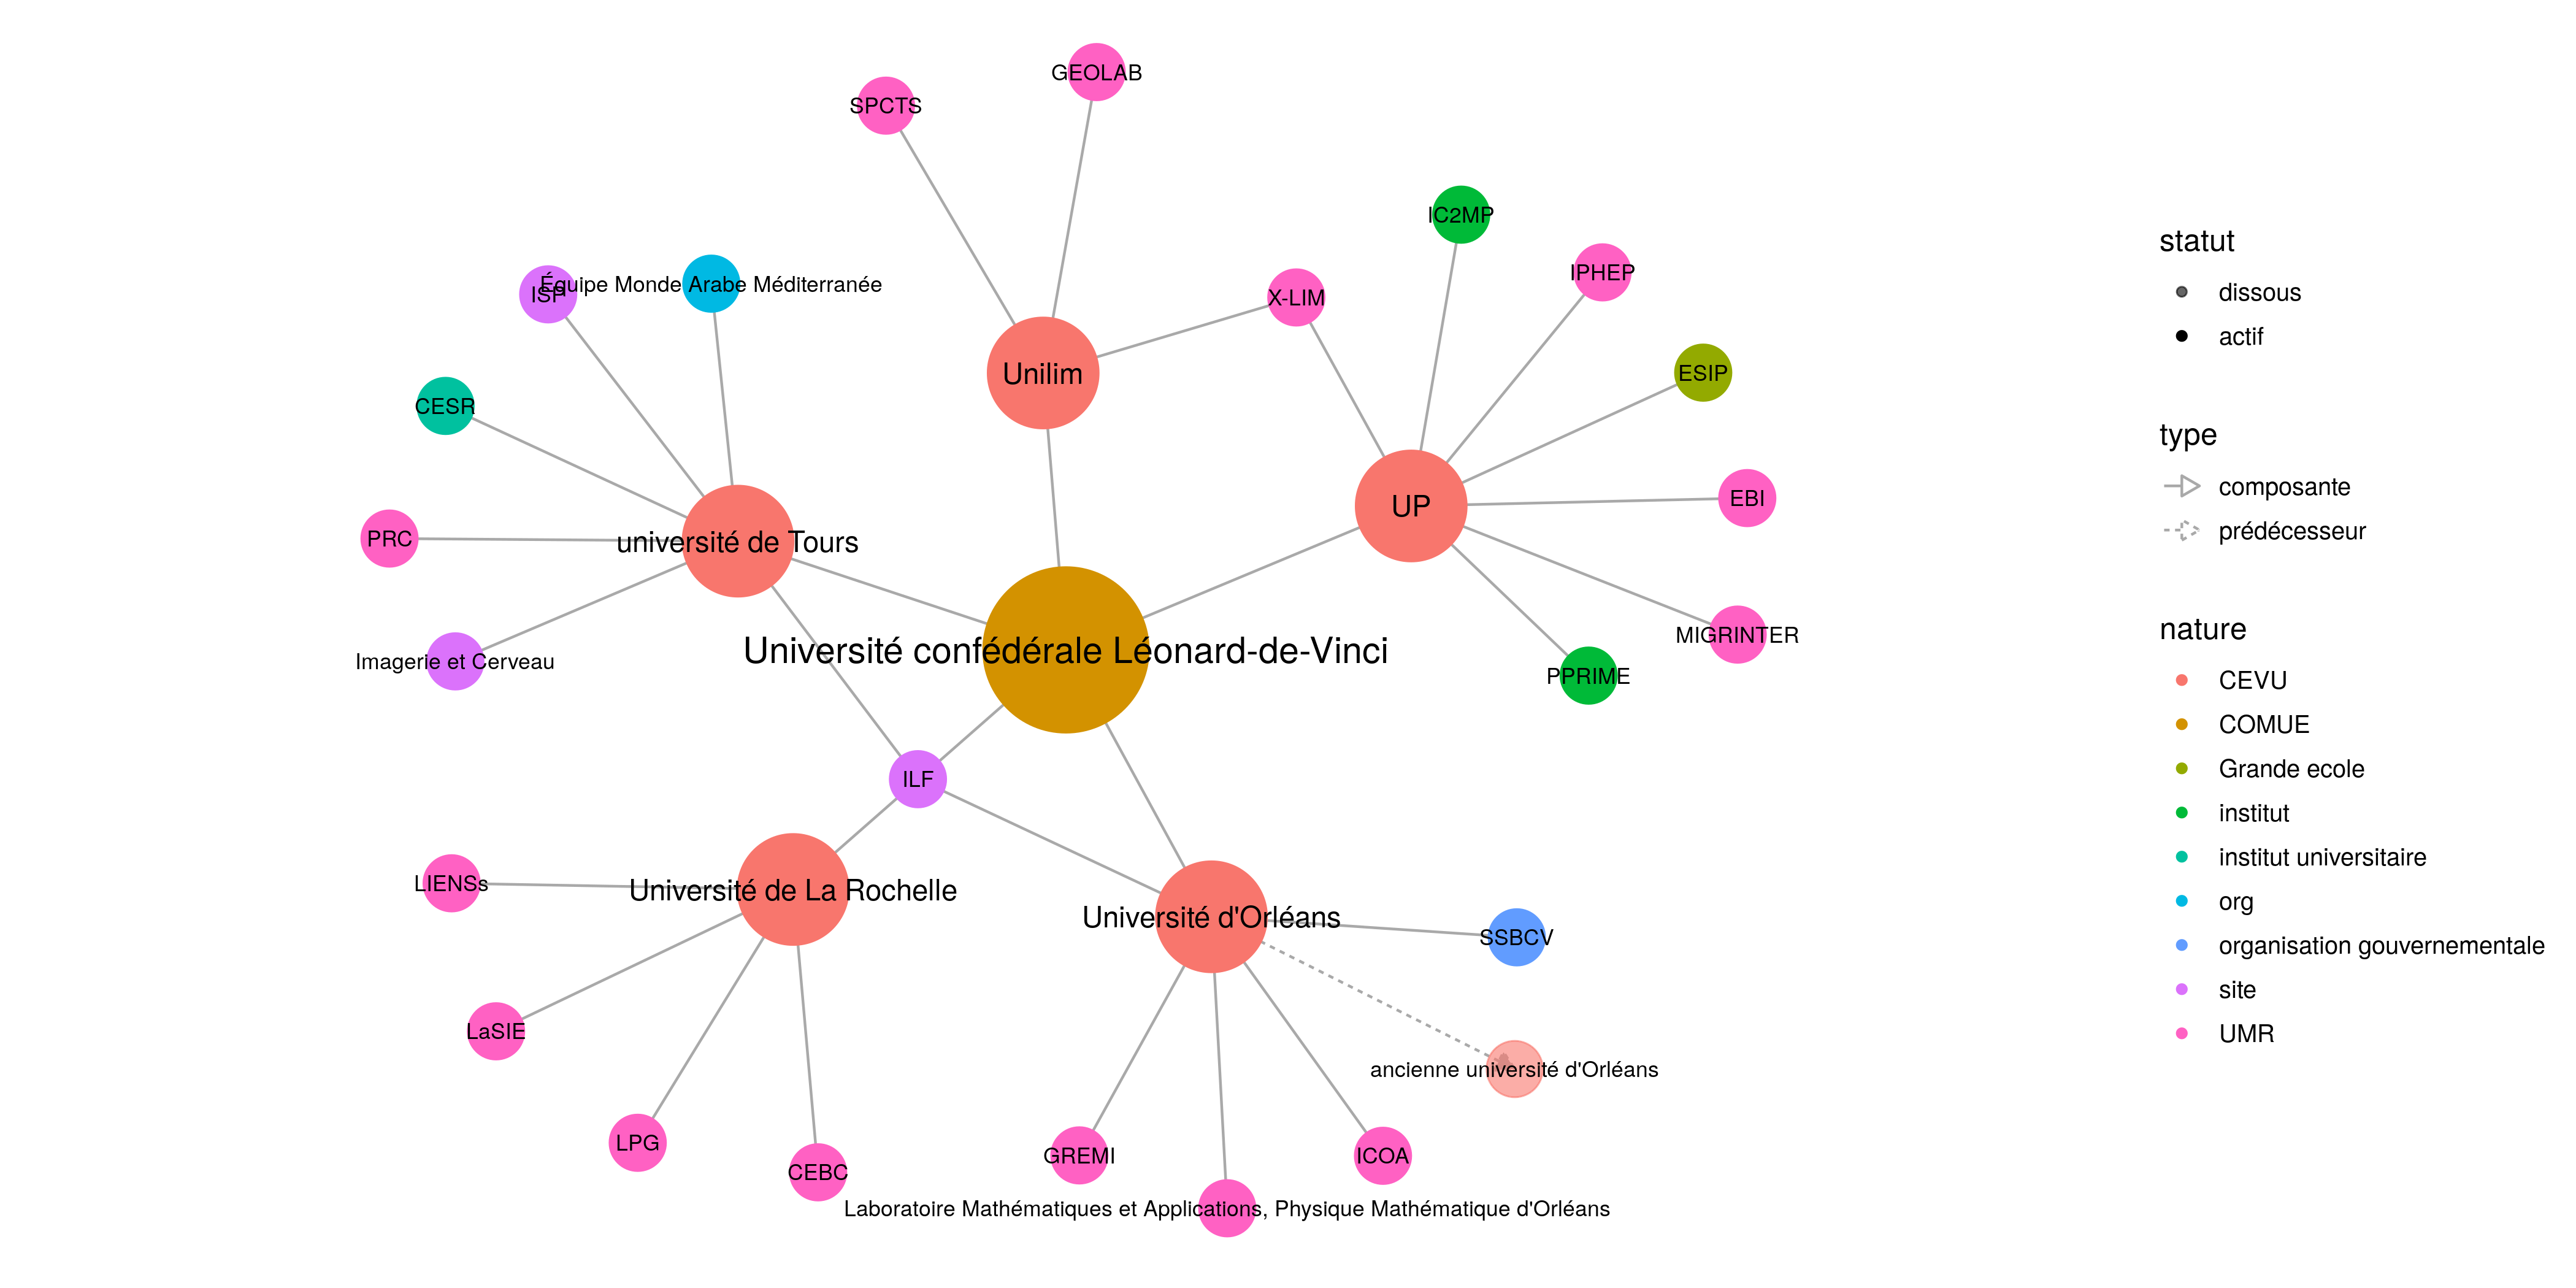 GEOLAB
SPCTS
IC2MP
IPHEP
X-LIM
Équipe Monde Arabe Méditerranée
ISP
Unilim
ESIP
CESR
EBI
UP
PRC
université de Tours
MIGRINTER
Université confédérale Léonard-de-Vinci
Imagerie et Cerveau
PPRIME
ILF
LIENSs
Université de La Rochelle
Université d'Orléans
SSBCV
LaSIE
ancienne université d'Orléans
LPG
CEBC
GREMI
ICOA
Laboratoire Mathématiques et Applications, Physique Mathématique d'Orléans
statut
dissous
actif
type
composante
prédécesseur
nature
CEVU
COMUE
Grande ecole
institut
institut universitaire
org
organisation gouvernementale
site
UMR